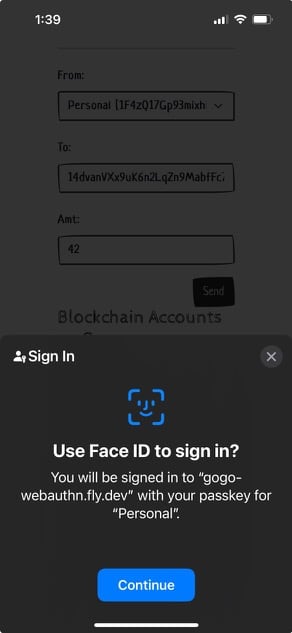 1:39
From:
Personal (1F4zQ17Gp93mixh
To:
14dvanVXx9uK6n2LqZn9MabfFc
Amt:
42
Send
Blockchain Accounts
Sign In
Use Face ID to sign in?
You will be signed in to “gogo-
webauthn.fly.dev” with your passkey for
“Personal”.
Continue